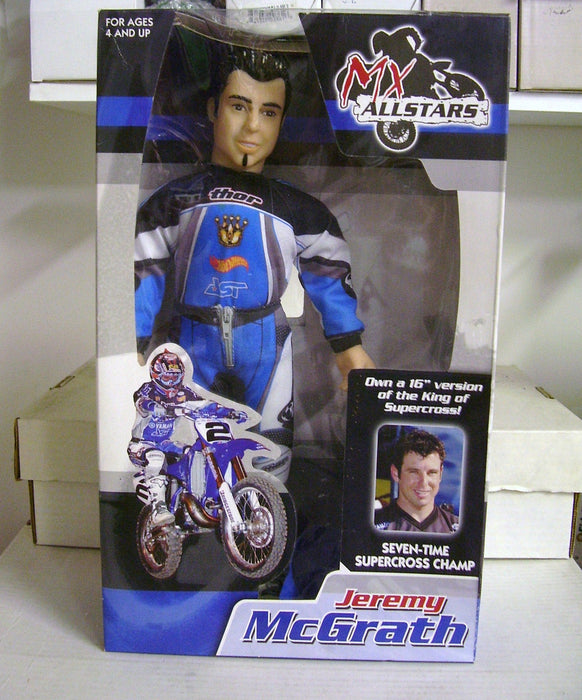 FOR AGES
4 AND UP
MX
ALLSTARS
thor
Hot Wheels
1ST
YAMAHA
2
Own a 16" version
of the King of
Supercross!
SEVEN-TIME
SUPERCROSS CHAMP
Jeremy
McGrath